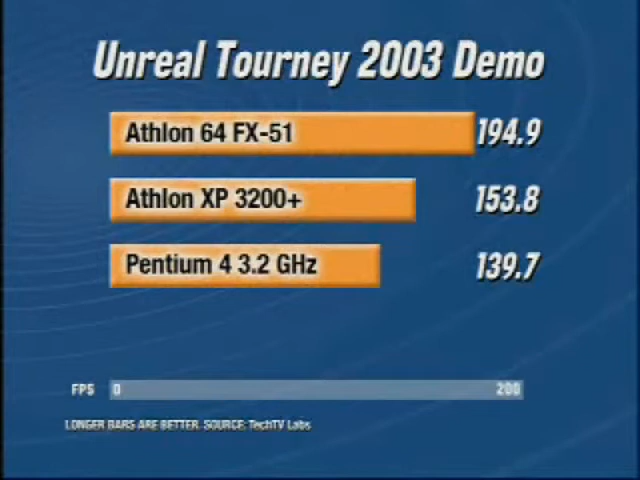 Unreal Tourney 2003 Demo
Athlon 64 FX-51 194.9
Athlon XP 3200+ 153.8
Pentium 4 3.2 GHz 139.7
FPS 0 200
LONGER BARS ARE BETTER. SOURCE: TechTV Labs